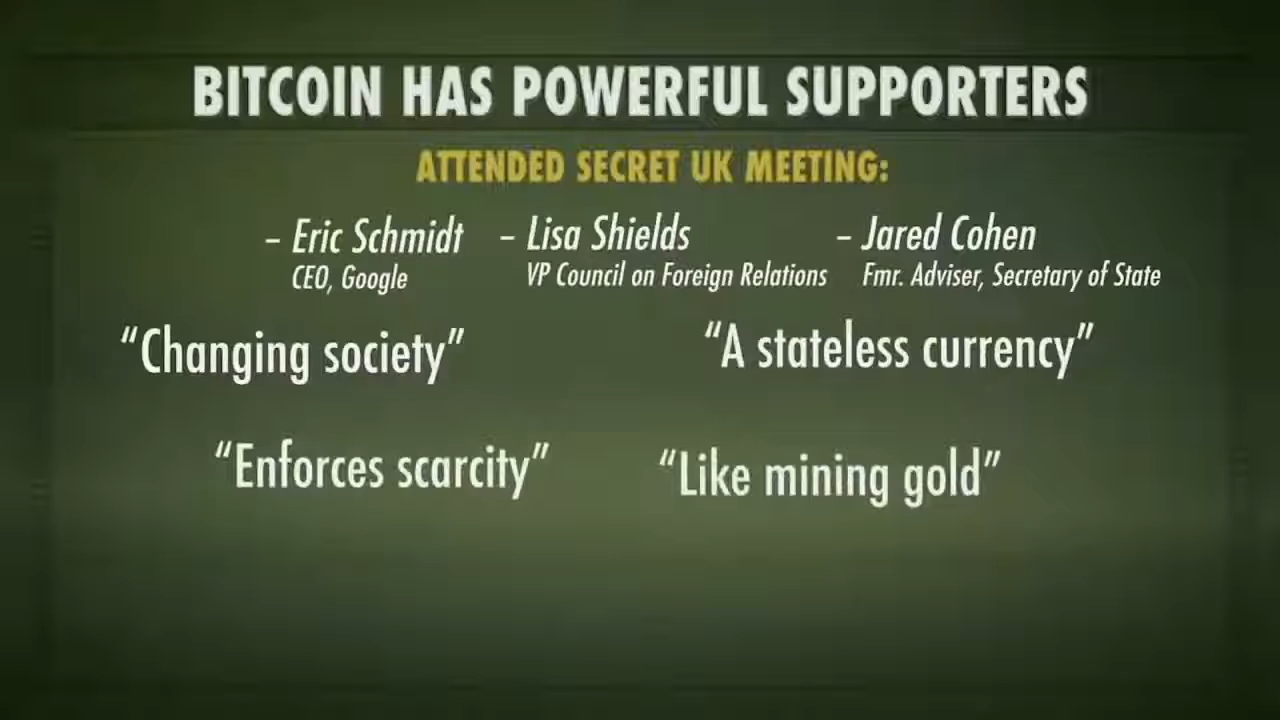 BITCOIN HAS POWERFUL SUPPORTERS
ATTENDED SECRET UK MEETING:
– Eric Schmidt – Lisa Shields – Jared Cohen
CEO, Google VP Council on Foreign Relations Fmr. Adviser, Secretary of State
“Changing society” “A stateless currency”
“Enforces scarcity” “Like mining gold”